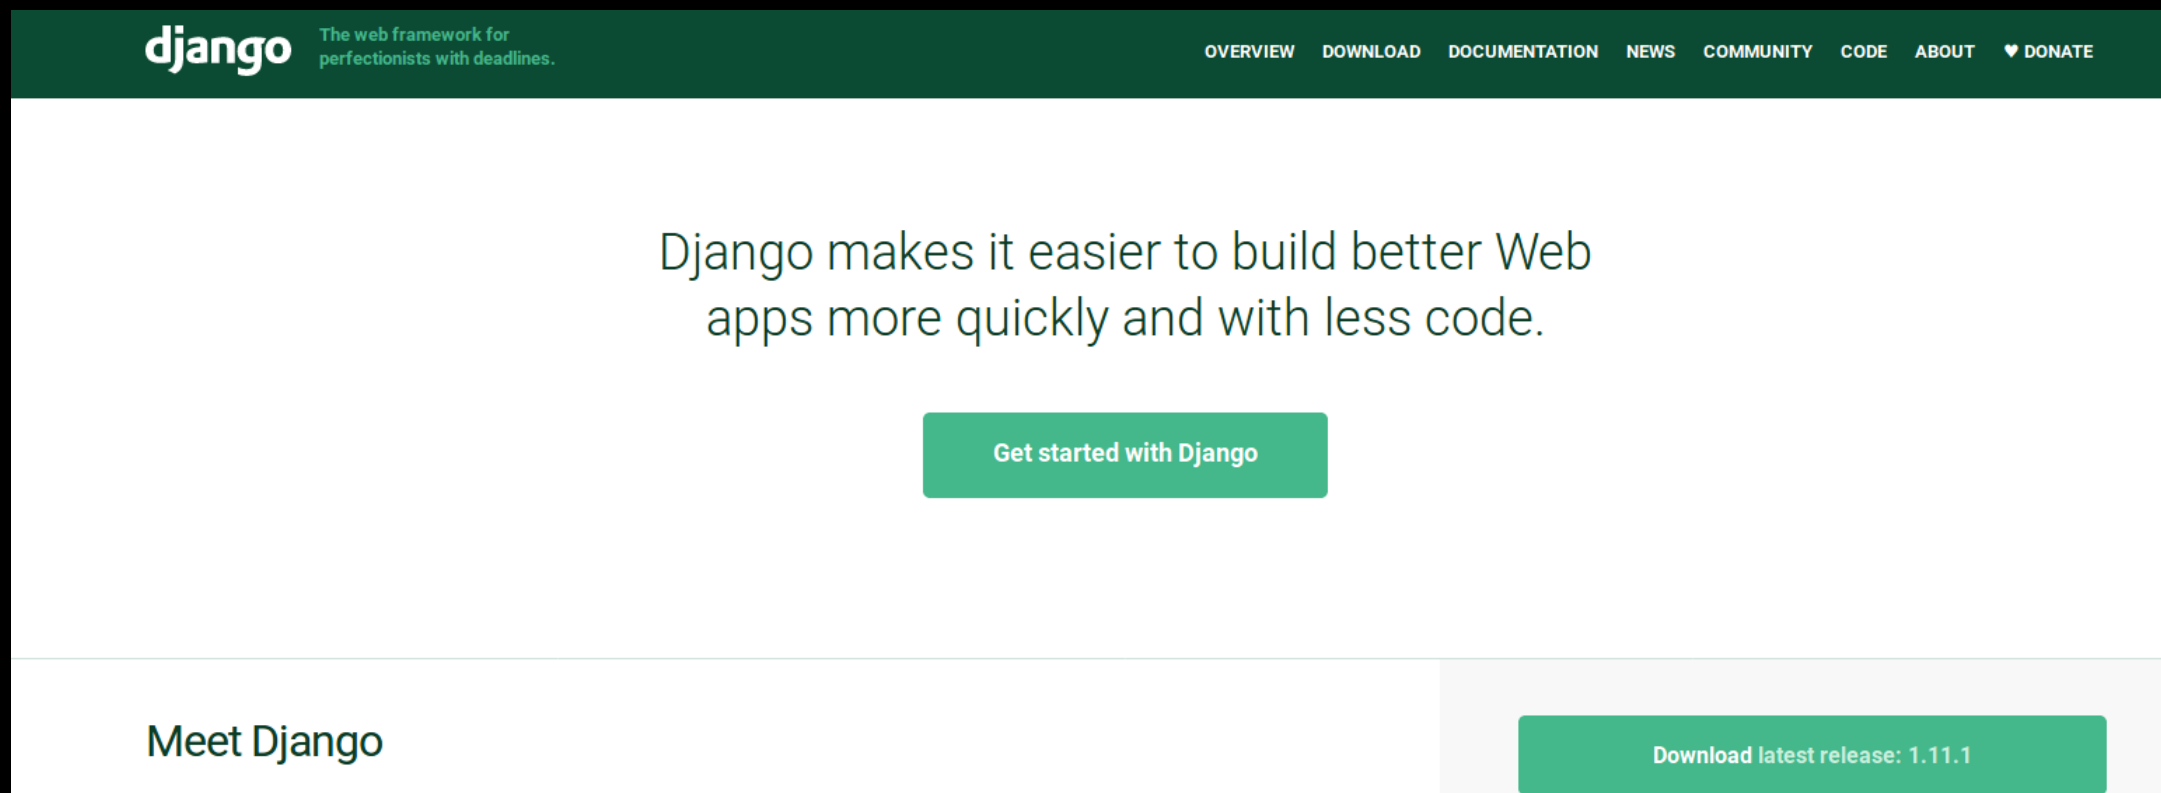 django
The web framework for
perfectionists with deadlines.
OVERVIEW DOWNLOAD DOCUMENTATION NEWS COMMUNITY CODE ABOUT ♥ DONATE
Django makes it easier to build better Web
apps more quickly and with less code.
Get started with Django
Meet Django
Download latest release: 1.11.1